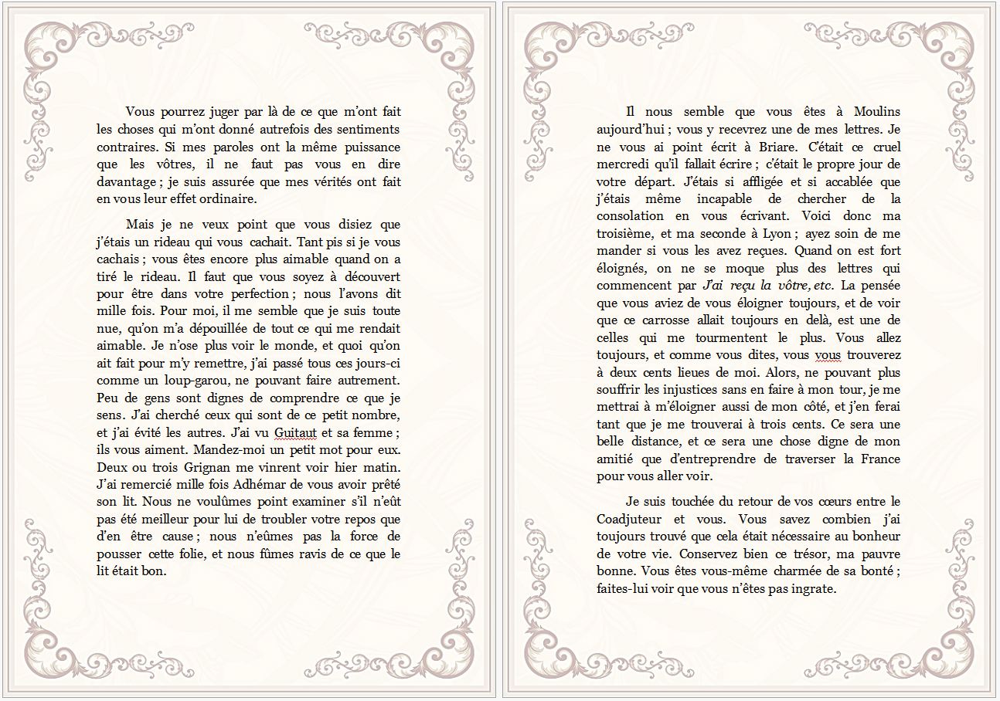 Vous pourrez juger par là de ce que m’ont fait
les choses qui m’ont donné autrefois des sentiments
contraires. Si mes paroles ont la même puissance
que les vôtres, il ne faut pas vous en dire
davantage ; je suis assurée que mes vérités ont fait
en vous leur effet ordinaire.
Mais je ne veux point que vous disiez que
j’étais un rideau qui vous cachait. Tant pis si je vous
cachais ; vous êtes encore plus aimable quand on a
tiré le rideau. Il faut que vous soyez à découvert
pour être dans votre perfection ; nous l’avons dit
mille fois. Pour moi, il me semble que je suis toute
nue, qu’on m’a dépouillée de tout ce qui me rendait
aimable. Je n’ose plus voir le monde, et quoi qu’on
ait fait pour m’y remettre, j’ai passé tous ces jours-ci
comme un loup-garou, ne pouvant faire autrement.
Peu de gens sont dignes de comprendre ce que je
sens. J’ai cherché ceux qui sont de ce petit nombre,
et j’ai évité les autres. J’ai vu Guitaut et sa femme ;
ils vous aiment. Mandez-moi un petit mot pour eux.
Deux ou trois Grignan me vinrent voir hier matin.
J’ai remercié mille fois Adhémar de vous avoir prêté
son lit. Nous ne voulûmes point examiner s’il n’eût
pas été meilleur pour lui de troubler votre repos que
d’en être cause ; nous n’eûmes pas la force de
pousser cette folie, et nous fûmes ravis de ce que le
lit était bon.
Il nous semble que vous êtes à Moulins
aujourd’hui ; vous y recevrez une de mes lettres. Je
ne vous ai point écrit à Briare. C’était ce cruel
mercredi qu’il fallait écrire ; c’était le propre jour de
votre départ. J’étais si affligée et si accablée que
j’étais même incapable de chercher de la
consolation en vous écrivant. Voici donc ma
troisième, et ma seconde à Lyon ; ayez soin de me
mander si vous les avez reçues. Quand on est fort
éloignés, on ne se moque plus des lettres qui
commencent par J’ai reçu la vôtre, etc. La pensée
que vous aviez de vous éloigner toujours, et de voir
que ce carrosse allait toujours en delà, est une de
celles qui me tourmentent le plus. Vous allez
toujours, et comme vous dites, vous vous trouverez
à deux cents lieues de moi. Alors, ne pouvant plus
souffrir les injustices sans en faire à mon tour, je me
mettrai à m’éloigner aussi de mon côté, et j’en ferai
tant que je me trouverai à trois cents. Ce sera une
belle distance, et ce sera une chose digne de mon
amitié que d’entreprendre de traverser la France
pour vous aller voir.
Je suis touchée du retour de vos cœurs entre le
Coadjuteur et vous. Vous savez combien j’ai
toujours trouvé que cela était nécessaire au bonheur
de votre vie. Conservez bien ce trésor, ma pauvre
bonne. Vous êtes vous-même charmée de sa bonté ;
faites-lui voir que vous n’êtes pas ingrate.